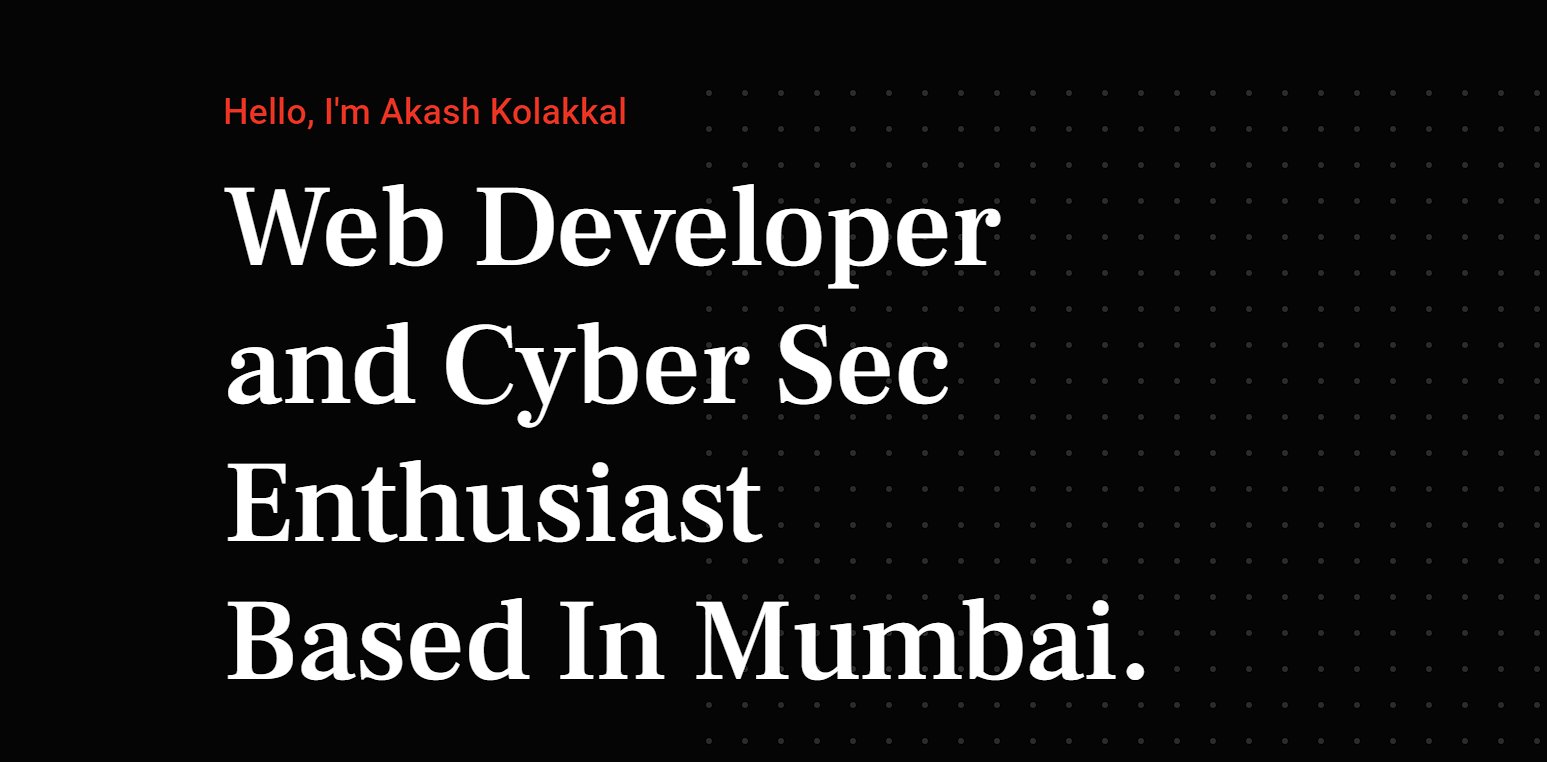 Hello, I'm Akash Kolakkal
Web Developer
and Cyber Sec
Enthusiast
Based In Mumbai.